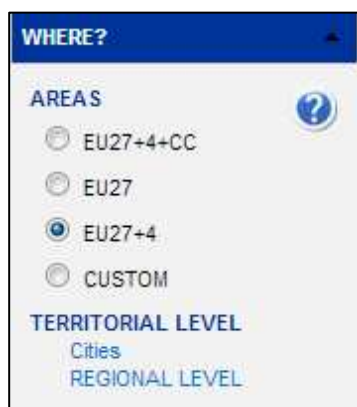 WHERE?
AREAS
?
EU27+4+CC
EU27
EU27+4
CUSTOM
TERRITORIAL LEVEL
Cities
REGIONAL LEVEL